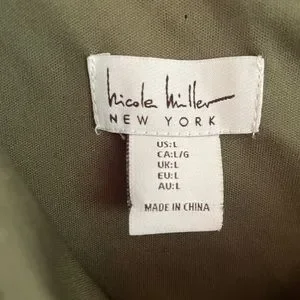 Nicole Miller
NEW YORK
US:L
CA:L/G
UK:L
EU:L
AU:L
MADE IN CHINA